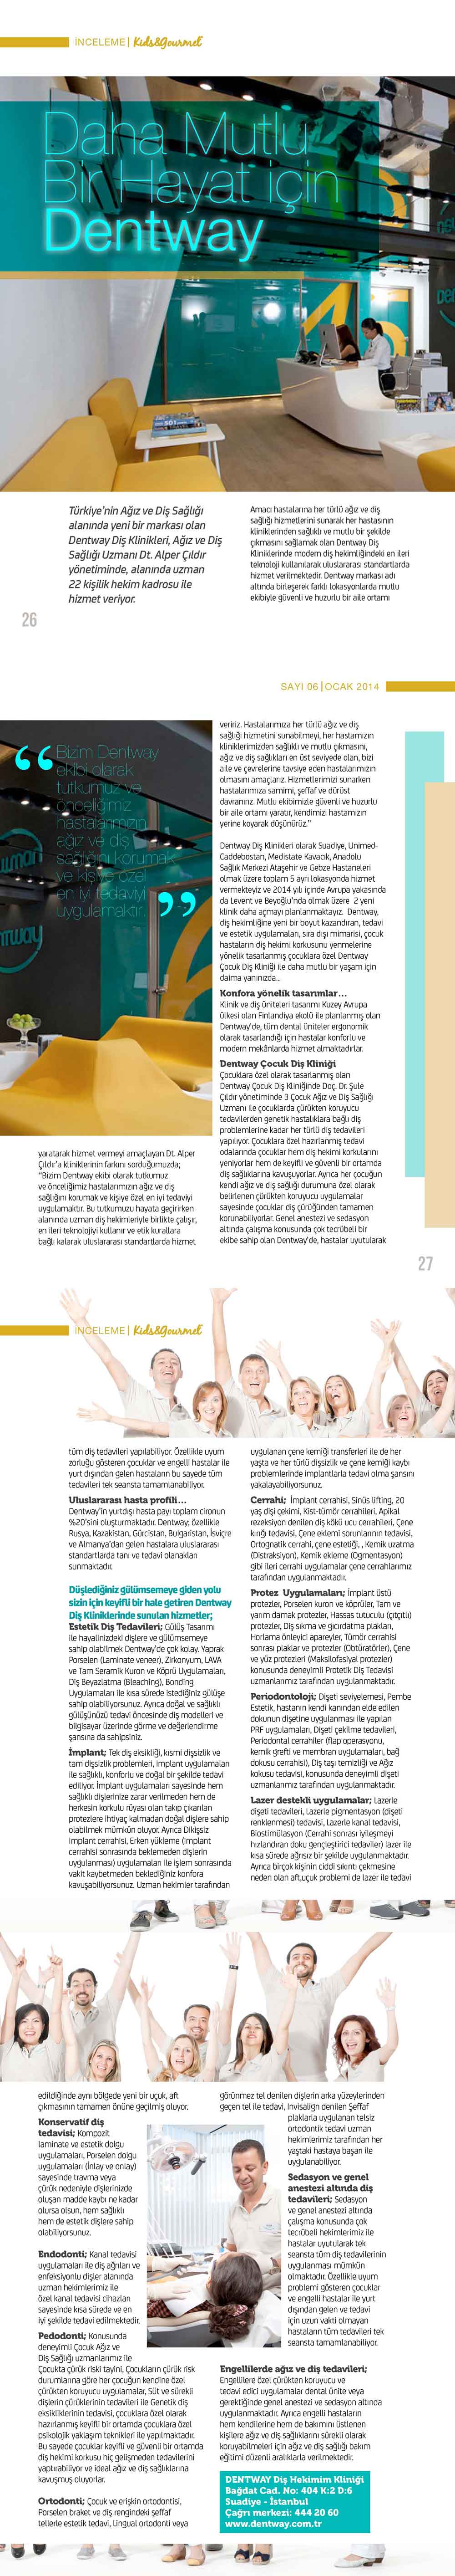 İNCELEME | Kids&Gourmet
Daha Mutlu
Bir Hayat için
Dentway
Türkiye'nin Ağız ve Diş Sağlığı
alanında yeni bir markası olan
Dentway Diş Klinikleri, Ağız ve Diş
Sağlığı Uzmanı Dt. Alper Çıldır
yönetiminde, alanında uzman
22 kişilik hekim kadrosu ile
hizmet veriyor.
Amacı hastalarına her türlü ağız ve diş
sağlığı hizmetlerini sunarak her hastasının
kliniklerinden sağlıklı ve mutlu bir şekilde
çıkmasını sağlamak olan Dentway Diş
Kliniklerinde modern diş hekimliğindeki en ileri
teknoloji kullanılarak uluslararası standartlarda
hizmet verilmektedir. Dentway markası adı
altında birleşerek farklı lokasyonlarda mutlu
ekibiyle güvenli ve huzurlu bir aile ortamı
26
SAYI 06 | OCAK 2014
“Bizim Dentway
ekibi olarak
tutkumuz ve
önceliğimiz
hastalarımızın
ağız ve diş
sağlığını korumak
ve kişiye özel
en iyi tedaviyi
uygulamaktır.”
yaratarak hizmet vermeyi amaçlayan Dt. Alper
Çıldır'a kliniklerinin farkını sorduğumuzda;
“Bizim Dentway ekibi olarak tutkumuz
ve önceliğimiz hastalarımızın ağız ve diş
sağlığını korumak ve kişiye özel en iyi tedaviyi
uygulamaktır. Bu tutkumuzu hayata geçirirken
alanında uzman diş hekimleriyle birlikte çalışır,
en ileri teknolojiyi kullanır ve etik kurallara
bağlı kalarak uluslararası standartlarda hizmet
veririz. Hastalarımıza her türlü ağız ve diş
sağlığı hizmetini sunabilmeyi, her hastamızın
kliniklerimizden sağlıklı ve mutlu çıkmasını,
ağız ve diş sağlıkları en üst seviyede olan, bizi
aile ve çevrelerine tavsiye eden hastalarımızın
olmasını amaçlarız. Hizmetlerimizi sunarken
hastalarımıza samimi, şeffaf ve dürüst
davranırız. Mutlu ekibimizle güvenli ve huzurlu
bir aile ortamı yaratır, kendimizi hastamızın
yerine koyarak düşünürüz.”
Dentway Diş Klinikleri olarak Suadiye, Unimed-
Caddebostan, Medistate Kavacık, Anadolu
Sağlık Merkezi Ataşehir ve Gebze Hastaneleri
olmak üzere toplam 5 ayrı lokasyonda hizmet
vermekteyiz ve 2014 yılı içinde Avrupa yakasında
da Levent ve Beyoğlu'nda olmak üzere 2 yeni
klinik daha açmayı planlanmaktayız. Dentway,
diş hekimliğine yeni bir boyut kazandıran, tedavi
ve estetik uygulamaları, sıra dışı mimarisi, çocuk
hastaların diş hekimi korkusunu yenmelerine
yönelik tasarlanmış çocuklara özel Dentway
Çocuk Diş Kliniği ile daha mutlu bir yaşam için
daima yanınızda...
Konfora yönelik tasarımlar...
Klinik ve diş üniteleri tasarımı Kuzey Avrupa
ülkesi olan Finlandiya ekolü ile planlanmış olan
Dentway'de, tüm dental üniteler ergonomik
olarak tasarlandığı için hastalar konforlu ve
modern mekânlarda hizmet almaktadırlar.
Dentway Çocuk Diş Kliniği
Çocuklara özel olarak tasarlanmış olan
Dentway Çocuk Diş Kliniğinde Doç. Dr. Şule
Çıldır yönetiminde 3 Çocuk Ağız ve Diş Sağlığı
Uzmanı ile çocuklarda çürükten koruyucu
tedavilerden genetik hastalıklara bağlı diş
problemlerine kadar her türlü diş tedavileri
yapılıyor. Çocuklara özel hazırlanmış tedavi
odalarında çocuklar hem diş hekimi korkularını
yeniyorlar hem de keyifli ve güvenli bir ortamda
diş sağlıklarına kavuşuyorlar. Ayrıca her çocuğun
kendi ağız ve diş sağlığı durumuna özel olarak
belirlenen çürükten koruyucu uygulamalar
sayesinde çocuklar diş çürüğünden tamamen
korunabiliyorlar. Genel anestezi ve sedasyon
altında çalışma konusunda çok tecrübeli bir
ekibe sahip olan Dentway'de, hastalar uyutularak
27
İNCELEME | Kids&Gourmet
tüm diş tedavileri yapılabiliyor. Özellikle uyum
zorluğu gösteren çocuklar ve engelli hastalar ile
yurt dışından gelen hastaların bu sayede tüm
tedavileri tek seansta tamamlanabiliyor.
Uluslararası hasta profili...
Dentway'in yurtdışı hasta payı toplam cironun
%20'sini oluşturmaktadır. Dentway, özellikle
Rusya, Kazakistan, Gürcistan, Bulgaristan, İsviçre
ve Almanya'dan gelen hastalara uluslararası
standartlarda tanı ve tedavi olanakları
sunmaktadır.
Düşlediğiniz gülümsemeye giden yolu
sizin için keyifli bir hale getiren Dentway
Diş Kliniklerinde sunulan hizmetler;
Estetik Diş Tedavileri; Gülüş Tasarımı
ile hayalinizdeki dişlere ve gülümsemeye
sahip olabilmek Dentway'de çok kolay. Yaprak
Porselen (Laminate veneer), Zirkonyum, LAVA
ve Tam Seramik Kuron ve Köprü Uygulamaları,
Diş Beyazlatma (Bleaching), Bonding
Uygulamaları ile kısa sürede istediğiniz gülüşe
sahip olabiliyorsunuz. Ayrıca doğal ve sağlıklı
gülüşünüzü tedavi öncesinde diş modelleri ve
bilgisayar üzerinde görme ve değerlendirme
şansına da sahipsiniz.
İmplant; Tek diş eksikliği, kısmi dişsizlik ve
tam dişsizlik problemleri, implant uygulamaları
ile sağlıklı, konforlu ve doğal bir şekilde tedavi
ediliyor. İmplant uygulamaları sayesinde hem
sağlıklı dişlerinize zarar verilmeden hem de
herkesin korkulu rüyası olan takıp çıkarılan
protezlere ihtiyaç kalmadan doğal dişlere sahip
olabilmek mümkün oluyor. Ayrıca Dikişsiz
implant cerrahisi, Erken yükleme (implant
cerrahisi sonrasında beklemeden dişlerin
uygulanması) uygulamaları ile işlem sonrasında
vakit kaybetmeden beklediğiniz konfora
kavuşabiliyorsunuz. Uzman hekimler tarafından
uygulanan çene kemiği transferleri ile de her
yaşta ve her türlü dişsizlik ve çene kemiği kaybı
problemlerinde implantlarla tedavi olma şansını
yakalayabiliyorsunuz.
Cerrahi; İmplant cerrahisi, Sinüs lifting, 20
yaş dişi çekimi, Kist-tümör cerrahileri, Apikal
rezeksiyon denilen diş kökü ucu cerrahileri, Çene
kırığı tedavisi, Çene eklemi sorunlarının tedavisi,
Ortognatik cerrahi, çene estetiği, , Kemik uzatma
(Distraksiyon), Kemik ekleme (Ogmentasyon)
gibi ileri cerrahi uygulamalar çene cerrahlarımız
tarafından uygulanmaktadır.
Protez Uygulamaları; İmplant üstü
protezler, Porselen kuron ve köprüler, Tam ve
yarım damak protezler, Hassas tutuculu (çıtçıtlı)
protezler, Diş sıkma ve gıcırdatma plakları,
Horlama önleyici apareyler, Tümör cerrahisi
sonrası plaklar ve protezler (Obtüratörler), Çene
ve yüz protezleri (Maksilofasiyal protezler)
konusunda deneyimli Protetik Diş Tedavisi
uzmanlarımız tarafından uygulanmaktadır.
Periodontoloji; Dişeti seviyelemesi, Pembe
Estetik, hastanın kendi kanından elde edilen
dokunun dişetine uygulanması ile yapılan
PRF uygulamaları, Dişeti çekilme tedavileri,
Periodontal cerrahiler (flap operasyonu,
kemik grefti ve membran uygulamaları, bağ
dokusu cerrahisi), Diş taşı temizliği ve Ağız
kokusu tedavisi, konusunda deneyimli dişeti
uzmanlarımız tarafından uygulanmaktadır.
Lazer destekli uygulamalar; Lazerle
dişeti tedavileri, Lazerle pigmentasyon (dişeti
renklenmesi) tedavisi, Lazerle kanal tedavisi,
Biostimülasyon (Cerrahi sonrası iyileşmeyi
hızlandıran doku gençleştirici tedaviler) lazer ile
kısa sürede ağrısız bir şekilde uygulanmaktadır.
Ayrıca birçok kişinin ciddi sıkıntı çekmesine
neden olan aft,uçuk problemi de lazer ile tedavi
edildiğinde aynı bölgede yeni bir uçuk, aft
çıkmasının tamamen önüne geçilmiş oluyor.
Konservatif diş
tedavisi; Kompozit
laminate ve estetik dolgu
uygulamaları, Porselen dolgu
uygulamaları (İnlay ve onlay)
sayesinde travma veya
çürük nedeniyle dişlerinizde
oluşan madde kaybı ne kadar
olursa olsun, hem sağlıklı
hem de estetik dişlere sahip
olabiliyorsunuz.
Endodonti; Kanal tedavisi
uygulamaları ile diş ağrıları ve
enfeksiyonlu dişler alanında
uzman hekimlerimiz ile
özel kanal tedavisi cihazları
sayesinde kısa sürede ve en
iyi şekilde tedavi edilmektedir.
Pedodonti; Konusunda
deneyimli Çocuk Ağız ve
Diş Sağlığı uzmanlarımız ile
Çocukta çürük riski tayini, Çocukların çürük risk
durumlarına göre her çocuğun kendine özel
çürükten koruyucu uygulamalar, Süt ve sürekli
dişlerin çürüklerinin tedavileri ile Genetik diş
eksikliklerinin tedavisi, çocuklara özel olarak
hazırlanmış keyifli bir ortamda çocuklara özel
psikolojik yaklaşım teknikleri ile yapılmaktadır.
Bu sayede çocuklar keyifli ve güvenli bir ortamda
diş hekimi korkusu hiç gelişmeden tedavilerini
yaptırabiliyor ve ideal ağız ve diş sağlıklarına
kavuşmuş oluyorlar.
Ortodonti; Çocuk ve erişkin ortodontisi,
Porselen braket ve diş rengindeki şeffaf
tellerle estetik tedavi, Lingual ortodonti veya
görünmez tel denilen dişlerin arka yüzeylerinden
geçen tel ile tedavi, Invisalign denilen Şeffaf
plaklarla uygulanan telsiz
ortodontik tedavi uzman
hekimlerimiz tarafından her
yaştaki hastaya başarı ile
uygulanabiliyor.
Sedasyon ve genel
anestezi altında diş
tedavileri; Sedasyon
ve genel anestezi altında
çalışma konusunda çok
tecrübeli hekimlerimiz ile
hastalar uyutularak tek
seansta tüm diş tedavilerinin
uygulanması mümkün
olmaktadır. Özellikle uyum
problemi gösteren çocuklar
ve engelli hastalar ile yurt
dışından gelen ve tedavi
için uzun vakti olmayan
hastaların tüm tedavileri tek
seansta tamamlanabiliyor.
Engellilerde ağız ve diş tedavileri;
Engellilere özel çürükten koruyucu ve
tedavi edici uygulamalar dental ünite veya
gerektiğinde genel anestezi ve sedasyon altında
uygulanmaktadır. Ayrıca engelli hastaların
hem kendilerine hem de bakımını üstlenen
kişilere ağız ve diş sağlıklarını sürekli olarak
koruyabilmeleri için ağız ve diş sağlığı bakım
eğitimi düzenli aralıklarla verilmektedir.
DENTWAY Diş Hekimim Kliniği
Bağdat Cad. No: 404 K:2 D:6
Suadiye - İstanbul
Çağrı merkezi: 444 20 60
www.dentway.com.tr